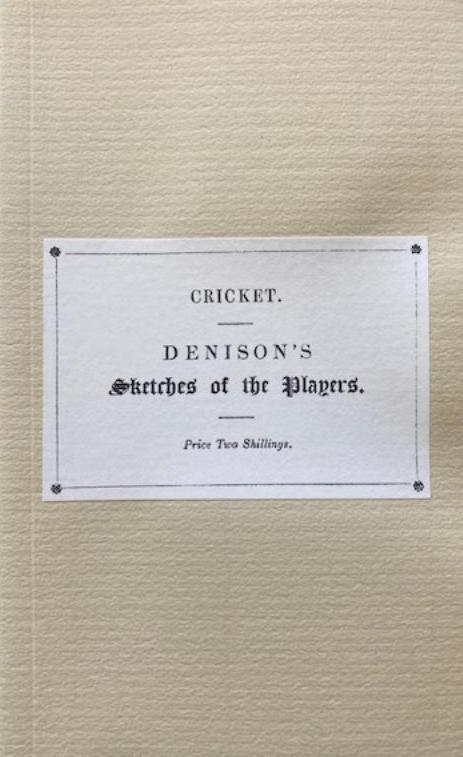 CRICKET.
DENISON'S
Sketches of the Players.
Price Two Shillings.